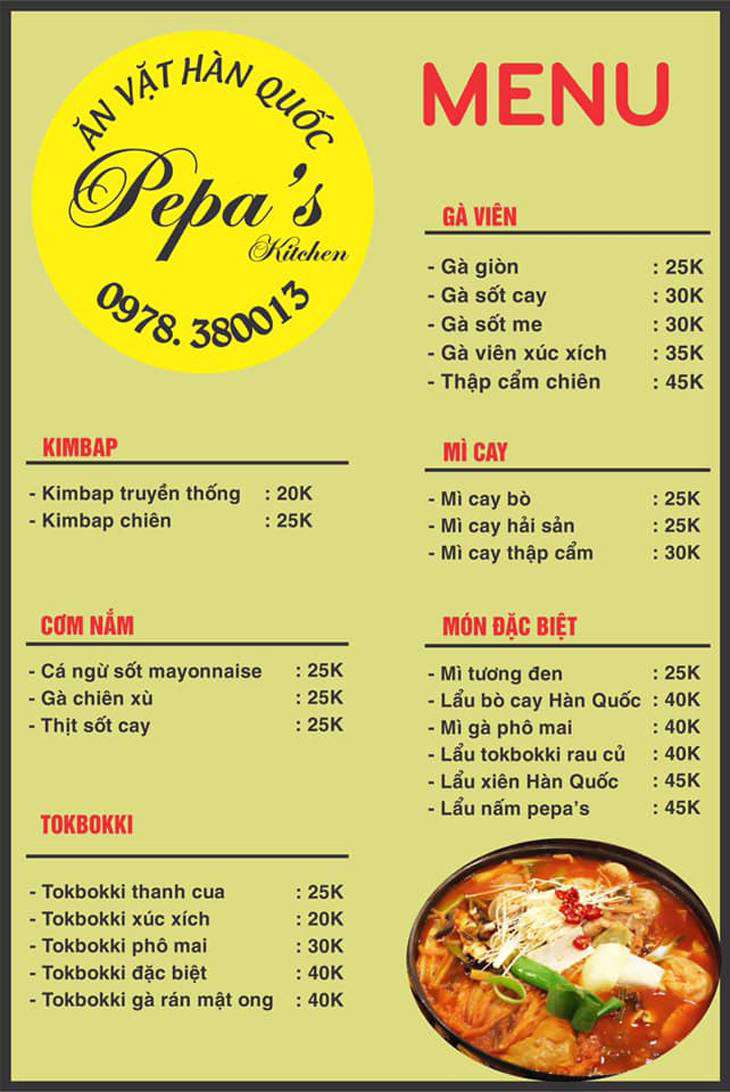 ĂN VẶT HÀN QUỐC
Pepa's
Kitchen
0978. 380013
MENU
GÀ VIÊN
- Gà giòn : 25K
- Gà sốt cay : 30K
- Gà sốt me : 30K
- Gà viên xúc xích : 35K
- Thập cẩm chiên : 45K
KIMBAP
- Kimbap truyền thống : 20K
- Kimbap chiên : 25K
MÌ CAY
- Mì cay bò : 25K
- Mì cay hải sản : 25K
- Mì cay thập cẩm : 30K
CƠM NẮM
- Cá ngừ sốt mayonnaise : 25K
- Gà chiên xù : 25K
- Thịt sốt cay : 25K
MÓN ĐẶC BIỆT
- Mì tương đen : 25K
- Lẩu bò cay Hàn Quốc : 40K
- Mì gà phô mai : 40K
- Lẩu tokbokki rau củ : 40K
- Lẩu xiên Hàn Quốc : 45K
- Lẩu nấm pepa's : 45K
TOKBOKKI
- Tokbokki thanh cua : 25K
- Tokbokki xúc xích : 20K
- Tokbokki phô mai : 30K
- Tokbokki đặc biệt : 40K
- Tokbokki gà rán mật ong : 40K